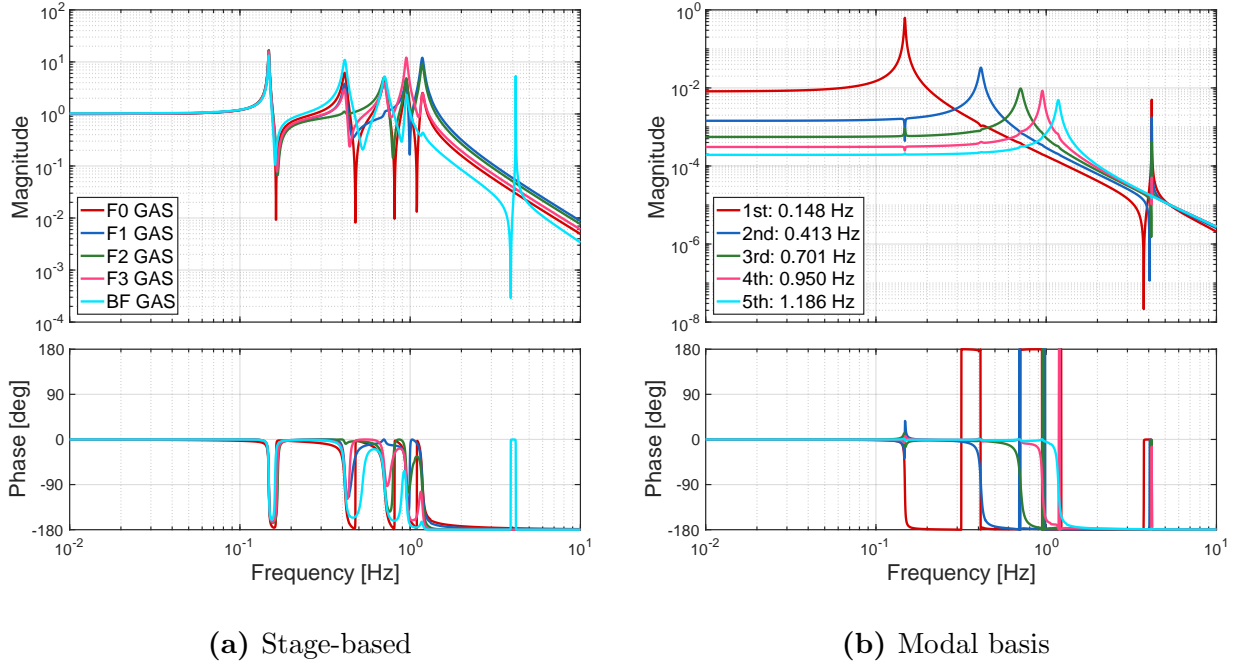 10^2
10^1
10^0
10^-1
10^-2
10^-3
10^-4
Magnitude
F0 GAS
F1 GAS
F2 GAS
F3 GAS
BF GAS
180
90
0
-90
-180
Phase [deg]
10^-2
10^-1
10^0
10^1
Frequency [Hz]
(a) Stage-based
10^0
10^-2
10^-4
10^-6
10^-8
Magnitude
1st: 0.148 Hz
2nd: 0.413 Hz
3rd: 0.701 Hz
4th: 0.950 Hz
5th: 1.186 Hz
180
90
0
-90
-180
Phase [deg]
10^-2
10^-1
10^0
10^1
Frequency [Hz]
(b) Modal basis